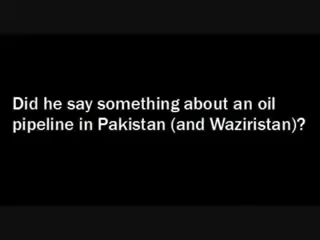 Did he say something about an oil
pipeline in Pakistan (and Waziristan)?